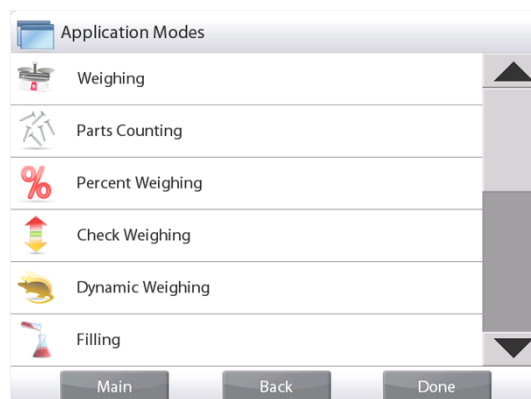 Application Modes
Weighing
Parts Counting
Percent Weighing
Check Weighing
Dynamic Weighing
Filling
Main Back Done